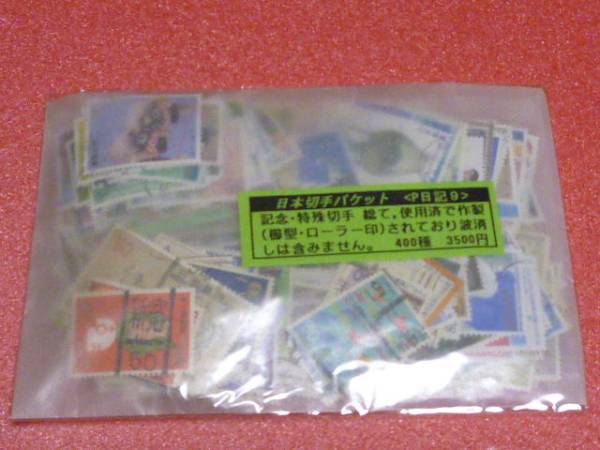 日本切手パケット <P日記9>
記念・特殊切手 総て,使用済で作製
(櫛型・ローラー印)されており波消
しは含みません。 400種 3500円
60